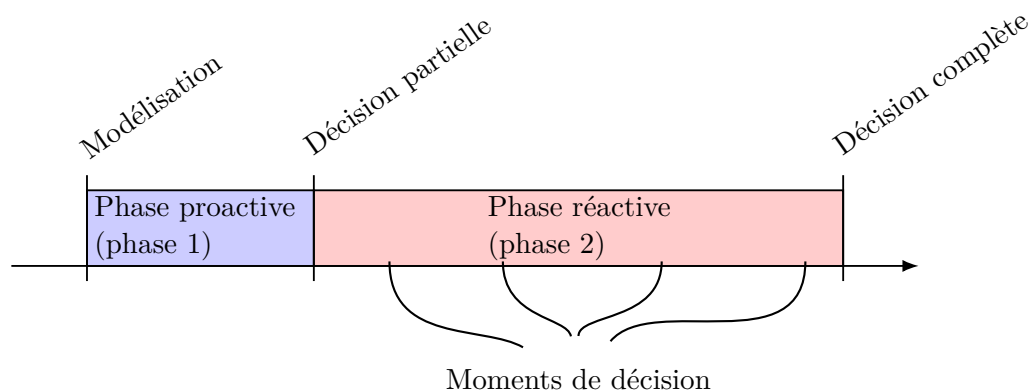 Modélisation
Décision partielle
Décision complète
Phase proactive
(phase 1)
Phase réactive
(phase 2)
Moments de décision